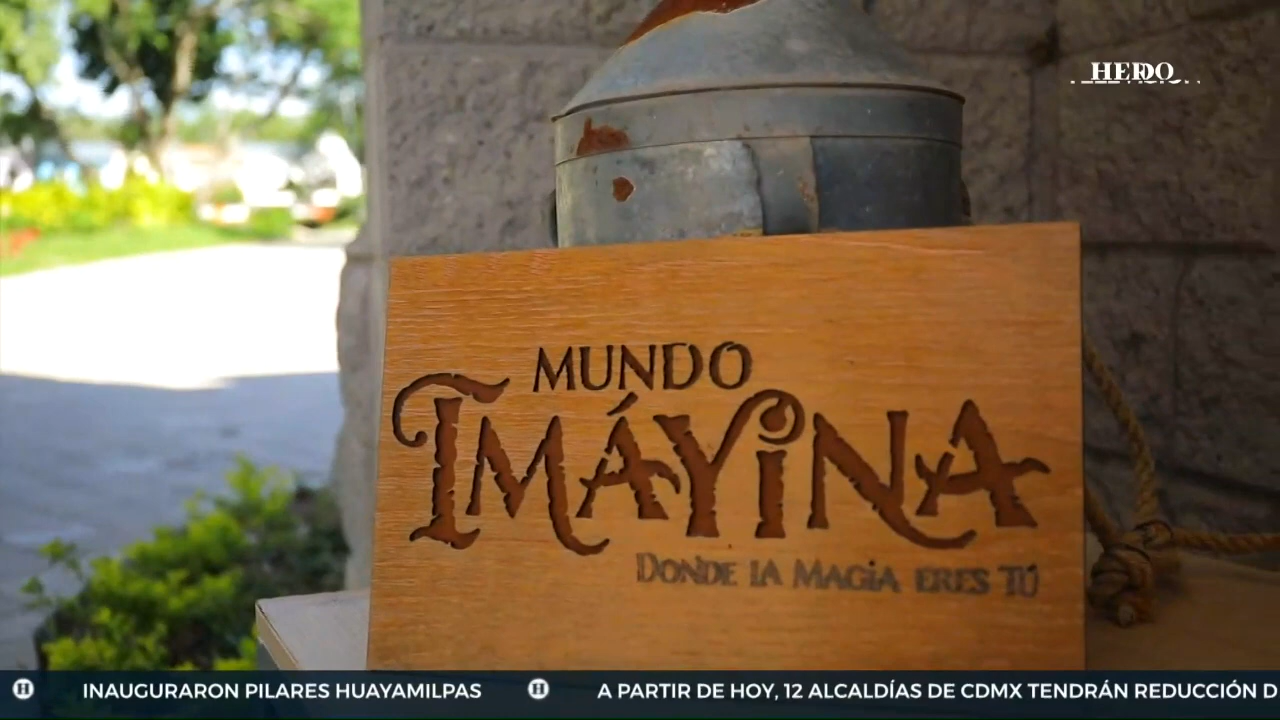 MUNDO
IMÁYINA
DONDE LA MAGIA ERES TÚ
INAUGURARON PILARES HUAYAMILPAS
A PARTIR DE HOY, 12 ALCALDÍAS DE CDMX TENDRÁN REDUCCIÓN D